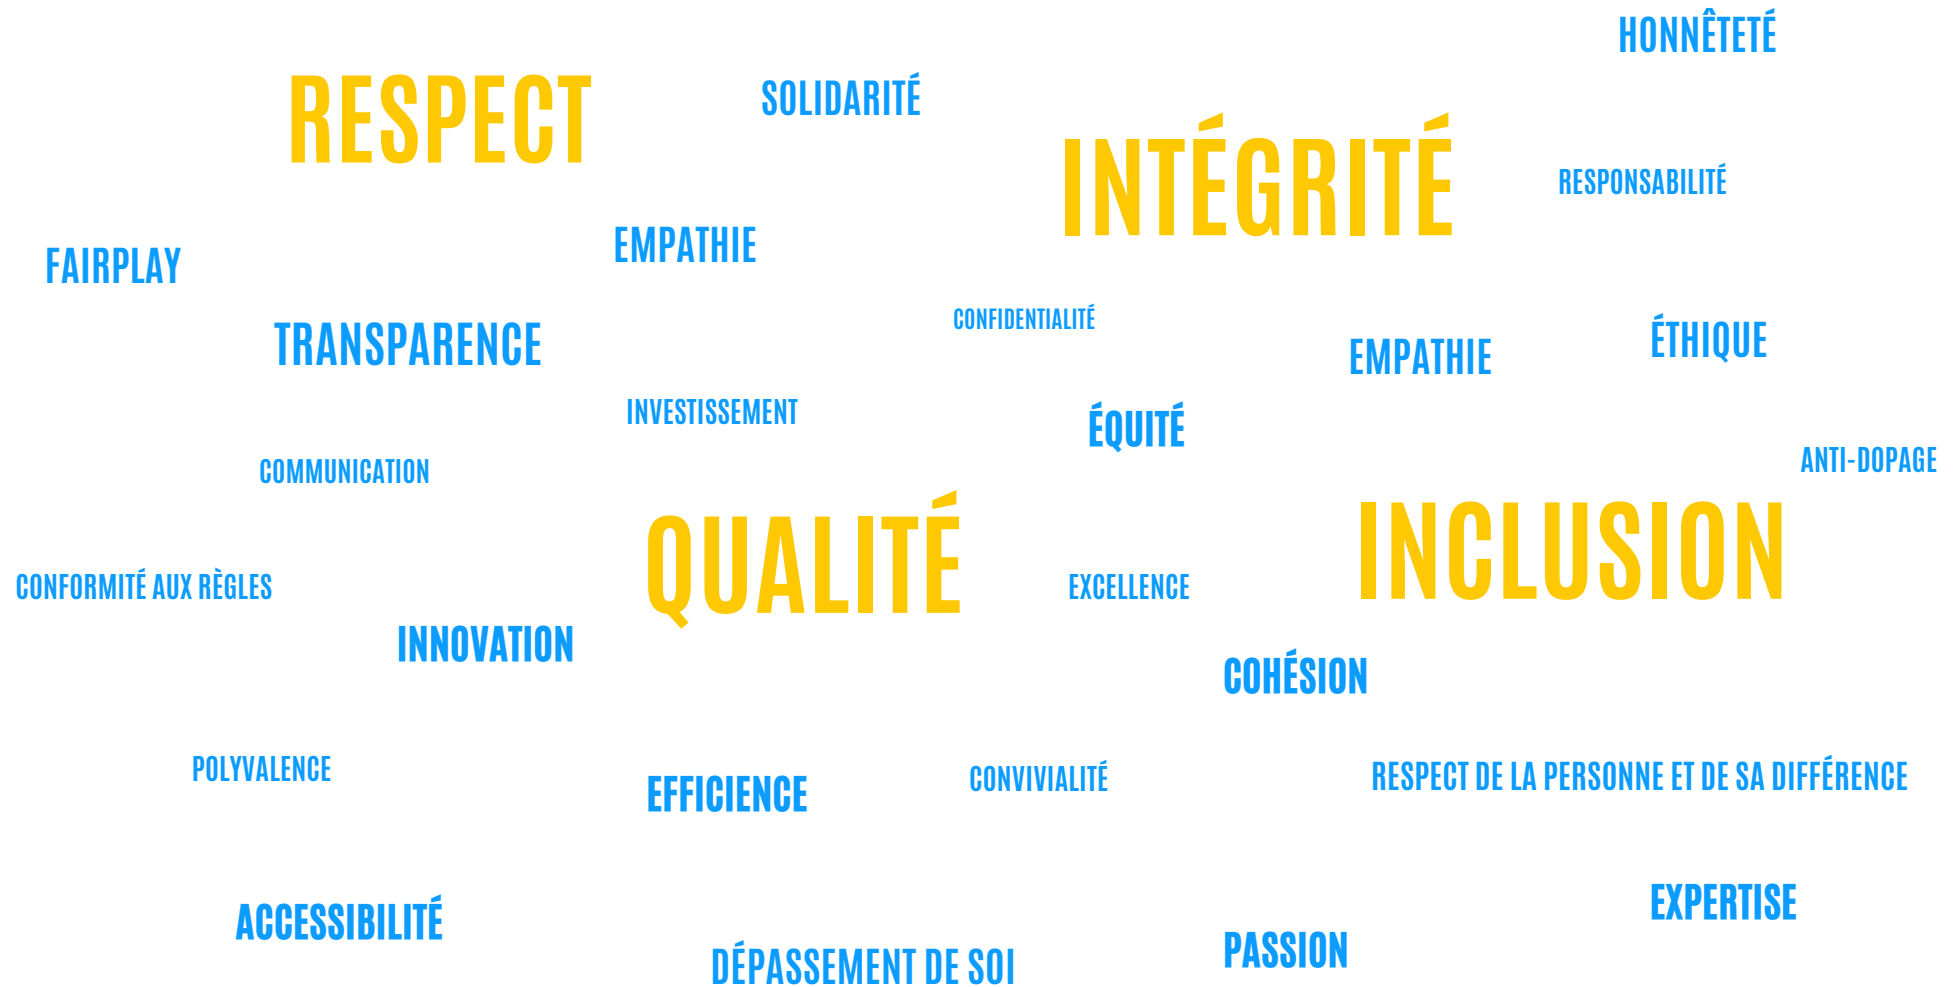 HONNÊTETÉ
RESPECT
SOLIDARITÉ
INTÉGRITÉ
RESPONSABILITÉ
EMPATHIE
FAIRPLAY
CONFIDENTIALITÉ
TRANSPARENCE
EMPATHIE
ÉTHIQUE
INVESTISSEMENT
ÉQUITÉ
COMMUNICATION
ANTI-DOPAGE
QUALITÉ
INCLUSION
CONFORMITÉ AUX RÈGLES
EXCELLENCE
INNOVATION
COHÉSION
POLYVALENCE
EFFICIENCE
CONVIVIALITÉ
RESPECT DE LA PERSONNE ET DE SA DIFFÉRENCE
ACCESSIBILITÉ
EXPERTISE
DÉPASSEMENT DE SOI
PASSION